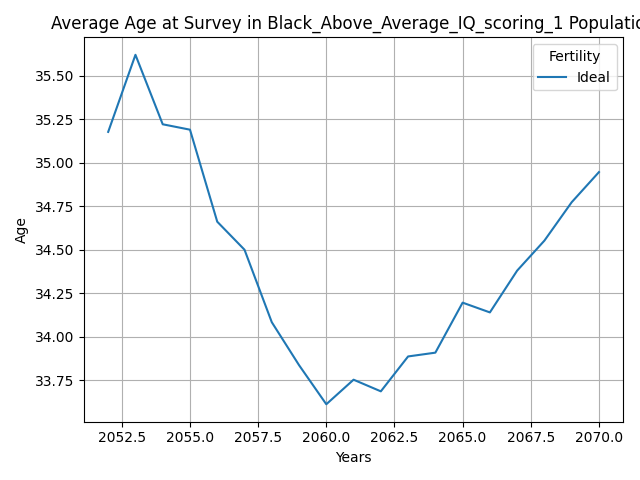 Average Age at Survey in Black_Above_Average_IQ_scoring_1 Populatio
Fertility
Ideal
35.50
35.25
35.00
34.75
34.50
34.25
34.00
33.75
Age
2052.5 2055.0 2057.5 2060.0 2062.5 2065.0 2067.5 2070.0
Years